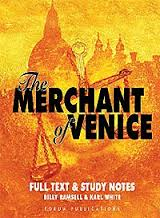 The
MERCHANT
of VENICE
FULL TEXT & STUDY NOTES
BILLY RAMSELL & KARL WHITE
FORUM PUBLICATIONS